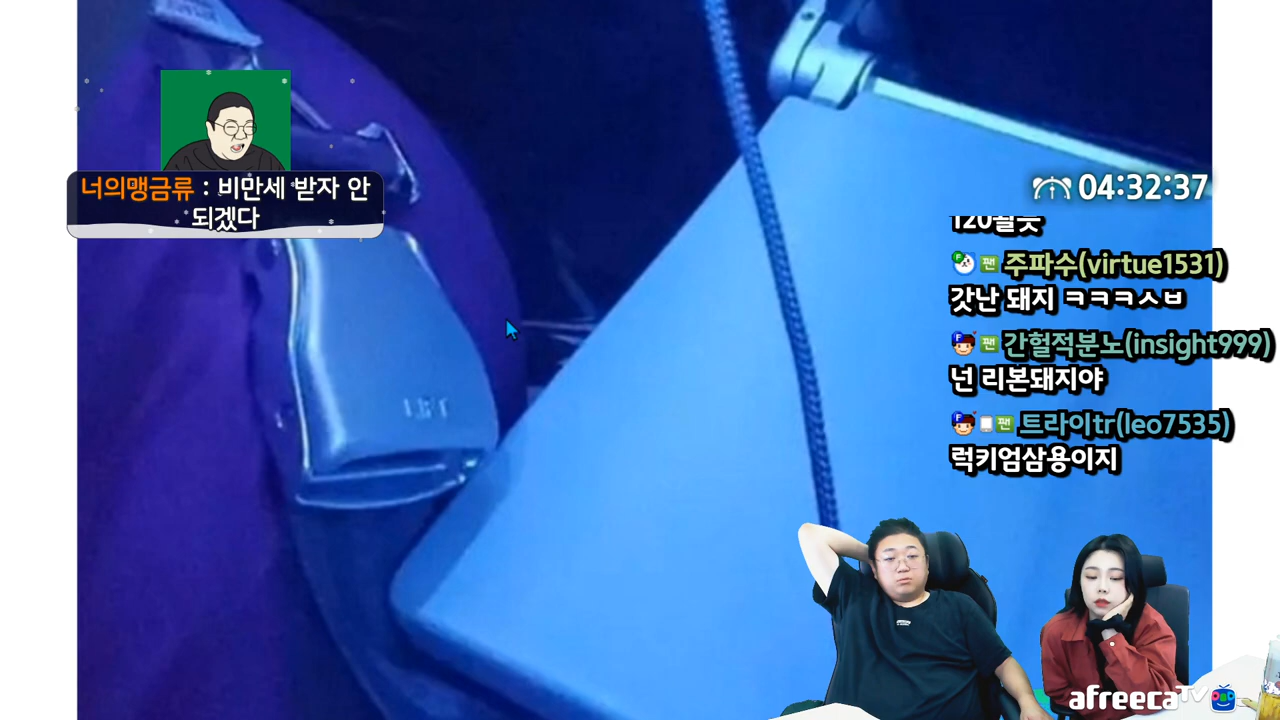 너의맹금류 : 비만세 받자 안
되겠다
04:32:37
주파수(virtue1531)
갓난 돼지 ㅋㅋㅋㅅㅂ
간헐적분노(insight999)
넌 리본돼지야
트라이tr(leo7535)
럭키엄삼용이지
afreecaTV